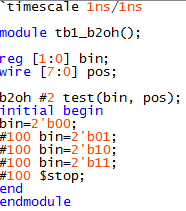 `timescale 1ns/1ns
module tb1_b2oh();
reg [1:0] bin;
wire [7:0] pos;
b2oh #2 test(bin, pos);
initial begin
bin=2'b00;
#100 bin=2'b01;
#100 bin=2'b10;
#100 bin=2'b11;
#100 $stop;
end
endmodule